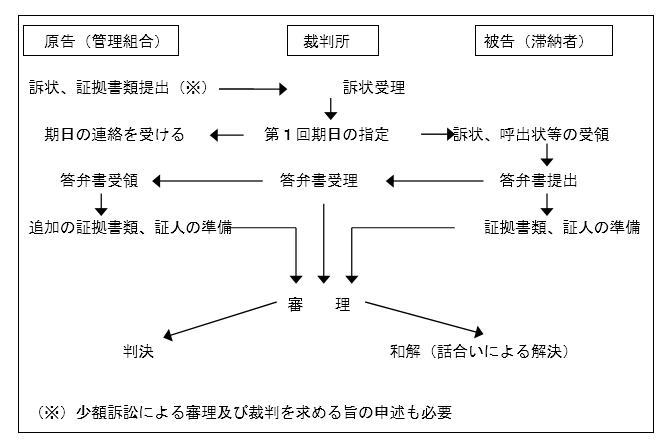 原告（管理組合） 裁判所 被告（滞納者）
訴状、証拠書類提出（※） 訴状受理
期日の連絡を受ける 第１回期日の指定 訴状、呼出状等の受領
答弁書受領 答弁書受理 答弁書提出
追加の証拠書類、証人の準備 証拠書類、証人の準備
審　理
判決 和解（話合いによる解決）
（※）少額訴訟による審理及び裁判を求める旨の申述も必要